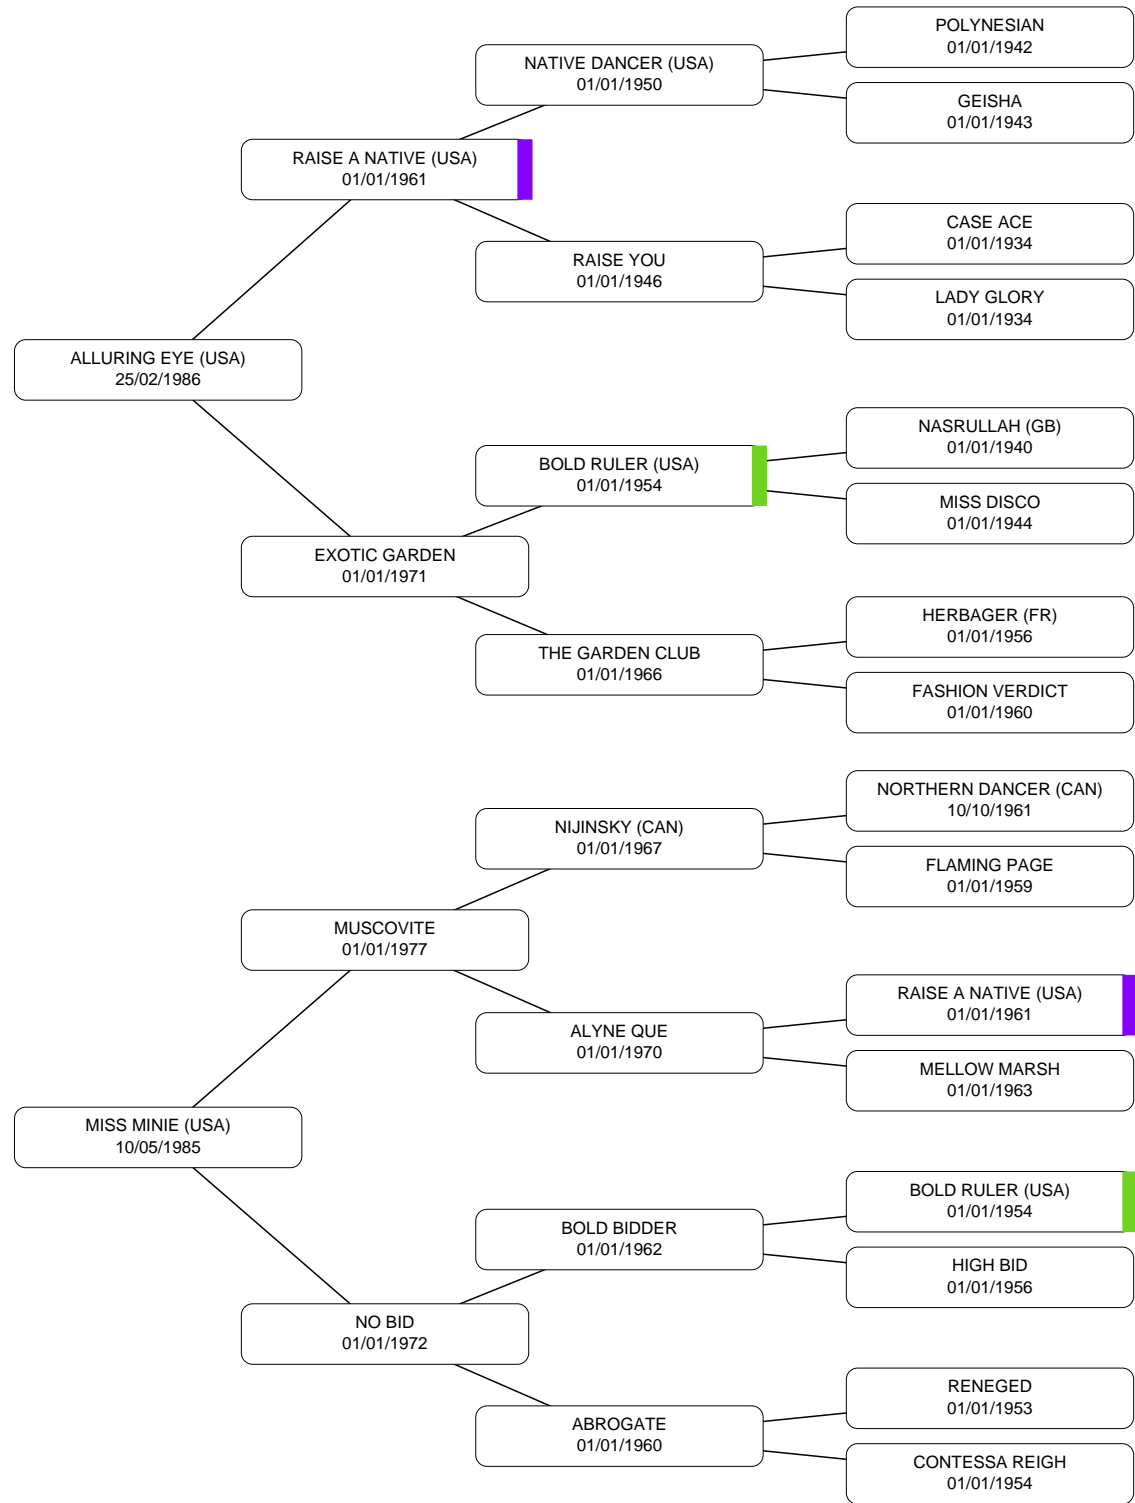 POLYNESIAN
01/01/1942
NATIVE DANCER (USA)
01/01/1950
GEISHA
01/01/1943
RAISE A NATIVE (USA)
01/01/1961
CASE ACE
01/01/1934
RAISE YOU
01/01/1946
LADY GLORY
01/01/1934
ALLURING EYE (USA)
25/02/1986
NASRULLAH (GB)
01/01/1940
BOLD RULER (USA)
01/01/1954
MISS DISCO
01/01/1944
EXOTIC GARDEN
01/01/1971
HERBAGER (FR)
01/01/1956
THE GARDEN CLUB
01/01/1966
FASHION VERDICT
01/01/1960
NORTHERN DANCER (CAN)
10/10/1961
NIJINSKY (CAN)
01/01/1967
FLAMING PAGE
01/01/1959
MUSCOVITE
01/01/1977
RAISE A NATIVE (USA)
01/01/1961
ALYNE QUE
01/01/1970
MELLOW MARSH
01/01/1963
MISS MINIE (USA)
10/05/1985
BOLD RULER (USA)
01/01/1954
BOLD BIDDER
01/01/1962
HIGH BID
01/01/1956
NO BID
01/01/1972
RENEGED
01/01/1953
ABROGATE
01/01/1960
CONTESSA REIGH
01/01/1954